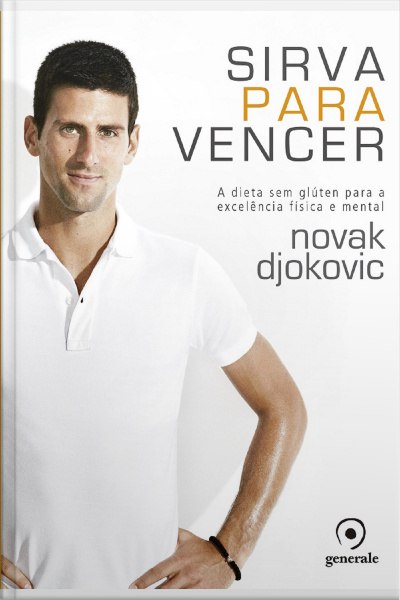 SIRVA
PARA
VENCER
A dieta sem glúten para a
excelência física e mental
novak
djokovic
generale